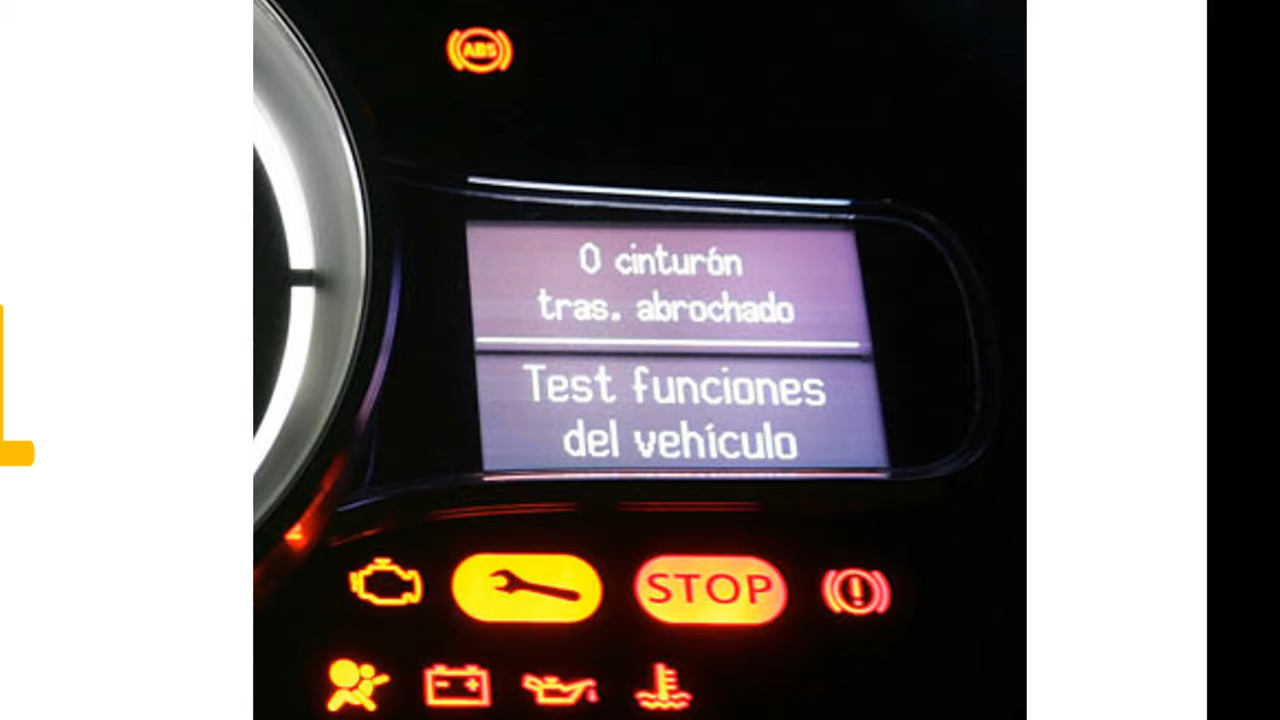 ABS
0 cinturón
tras. abrochado
Test funciones
del vehículo
STOP